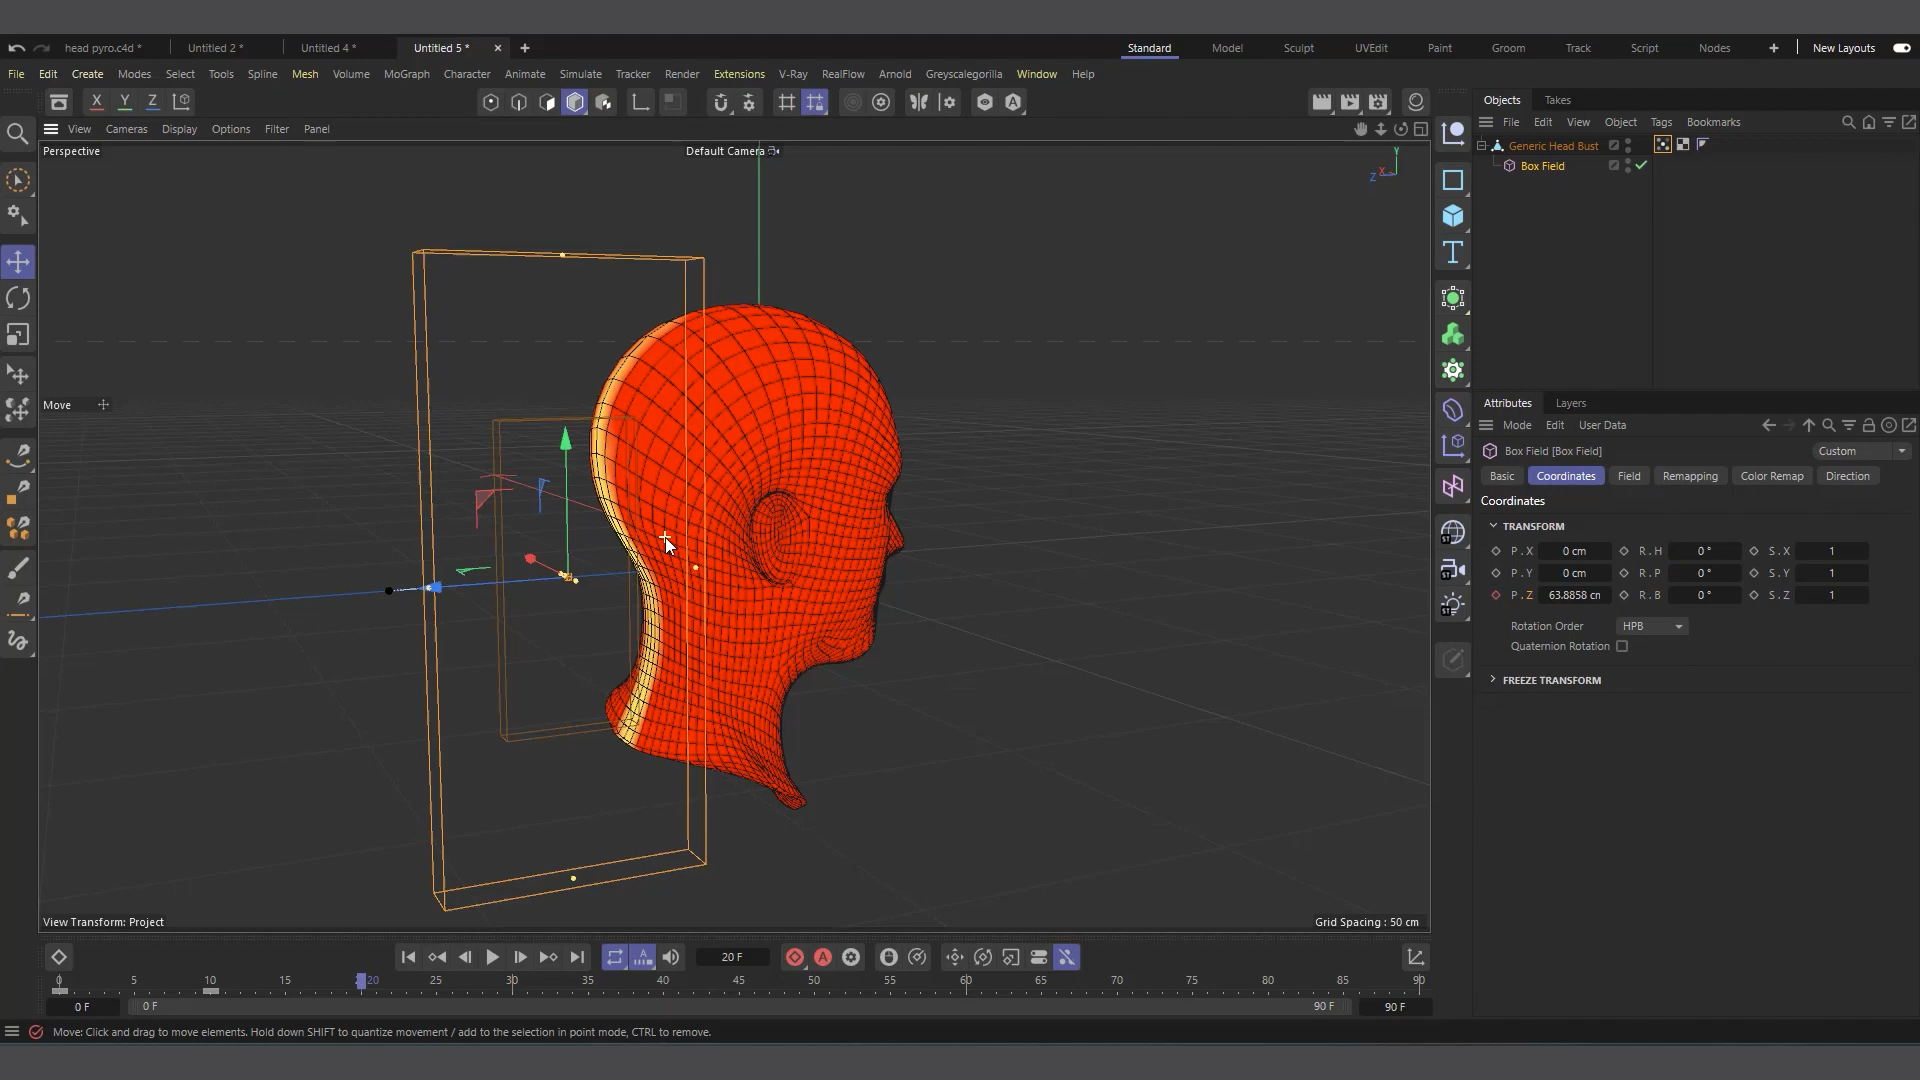 head pyro.c4d * Untitled 2 * Untitled 4 * Untitled 5 * × + Standard Model Sculpt UVEdit Paint Groom Track Script Nodes + New Layouts
File Edit Create Modes Select Tools Spline Mesh Volume MoGraph Character Animate Simulate Tracker Render Extensions V-Ray RealFlow Arnold Greyscalegorilla Window Help
X Y Z
Objects Takes
View Cameras Display Options Filter Panel
File Edit View Object Tags Bookmarks
Perspective
Default Camera
Y
X
Z
Generic Head Bust
Box Field
Move
Attributes Layers
Mode Edit User Data
Box Field [Box Field] Custom
Basic Coordinates Field Remapping Color Remap Direction
Coordinates
TRANSFORM
P . X 0 cm R . H 0 ° S . X 1
P . Y 0 cm R . P 0 ° S . Y 1
P . Z 63.8858 cm R . B 0 ° S . Z 1
Rotation Order HPB
Quaternion Rotation
FREEZE TRANSFORM
View Transform: Project
Grid Spacing : 50 cm
20 F
0 5 10 15 20 25 30 35 40 45 50 55 60 65 70 75 80 85 90
0 F 0 F 90 F 90 F
Move: Click and drag to move elements. Hold down SHIFT to quantize movement / add to the selection in point mode, CTRL to remove.